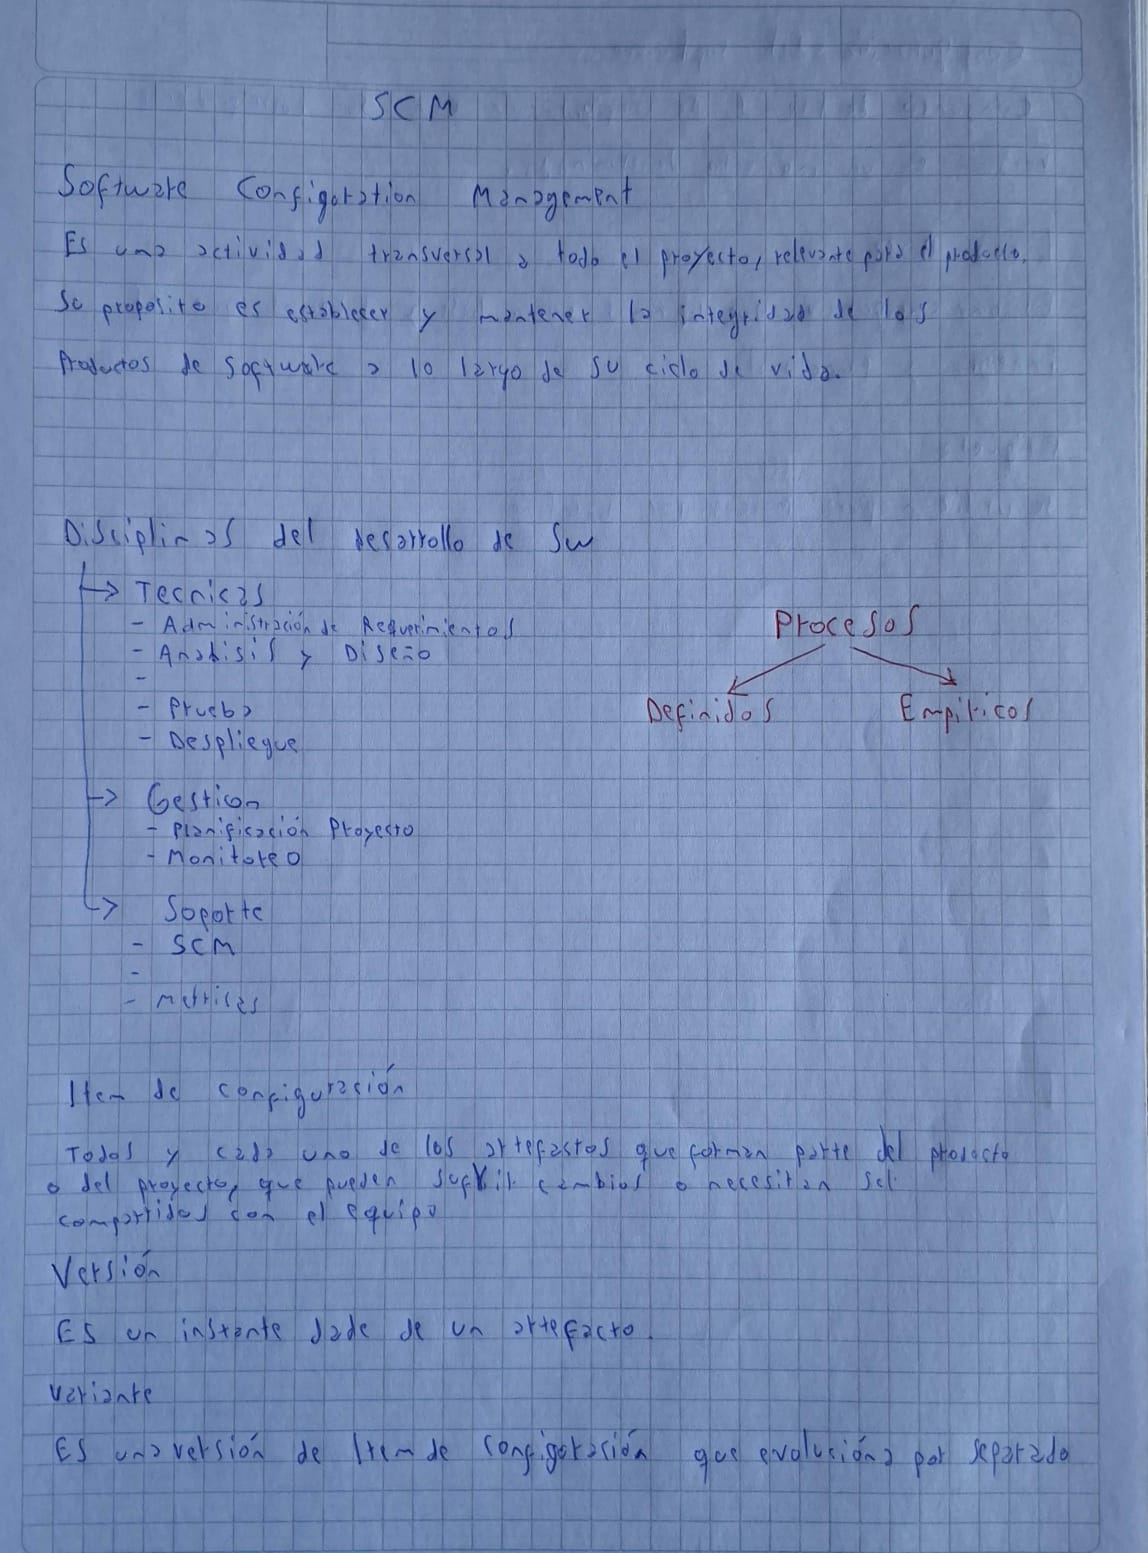 SCM
Software Configuration Management
Es una actividad transversal a todo el proyecto, relevante para el producto.
Su proposito es establecer y mantener la integridad de los
Productos de Software a lo largo de su ciclo de vida.
Disciplinas del desarrollo de Sw
Tecnicas
- Administración de Requerimientos
- Analisis y Diseño
-
- Prueba
- Despliegue
Procesos
Definidos Empiricos
Gestion
- Planificación Proyecto
- Monitoreo
Soporte
- SCM
-
- Metrices
Item de configuración
Todos y cada uno de los artefactos que forman parte del producto
o del proyecto, que pueden sufrir cambios o necesitan ser
compartidos con el equipo
Versión
Es un instante dado de un artefacto.
Variante
Es una versión de Item de configuración que evolusióna por separado